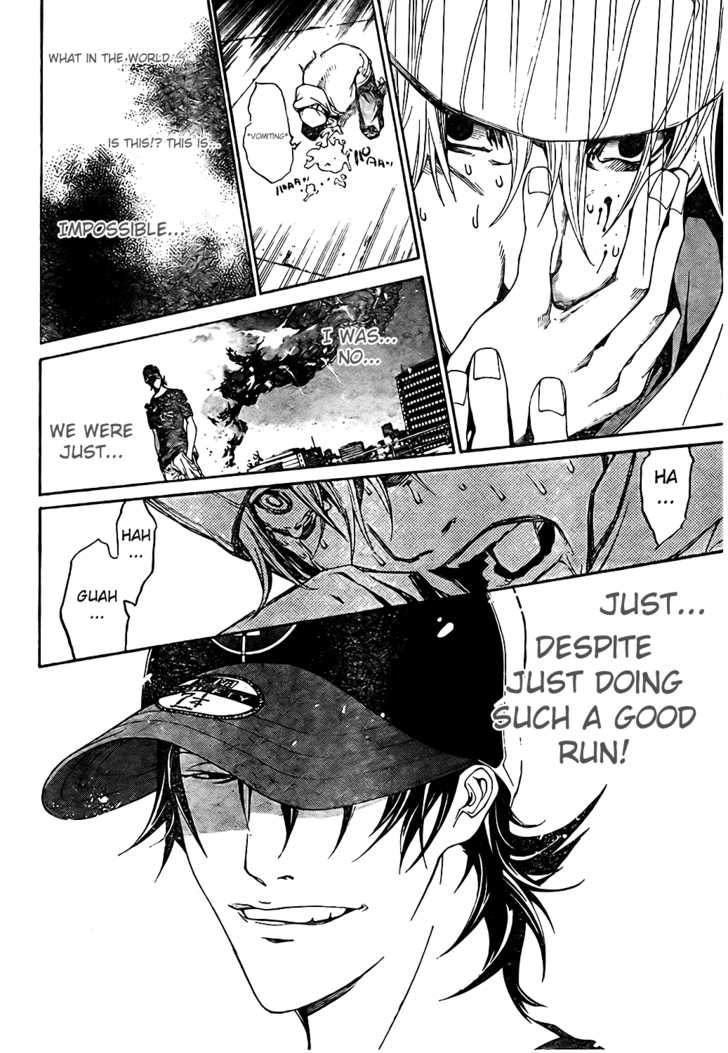 WHAT IN THE WORLD...
IS THIS!? THIS IS...
IMPOSSIBLE...
*VOMITING*
I WAS...
NO...
WE WERE
JUST...
HA
...
HAH
...
GUAH
...
JUST...
DESPITE
JUST DOING
SUCH A GOOD
RUN!